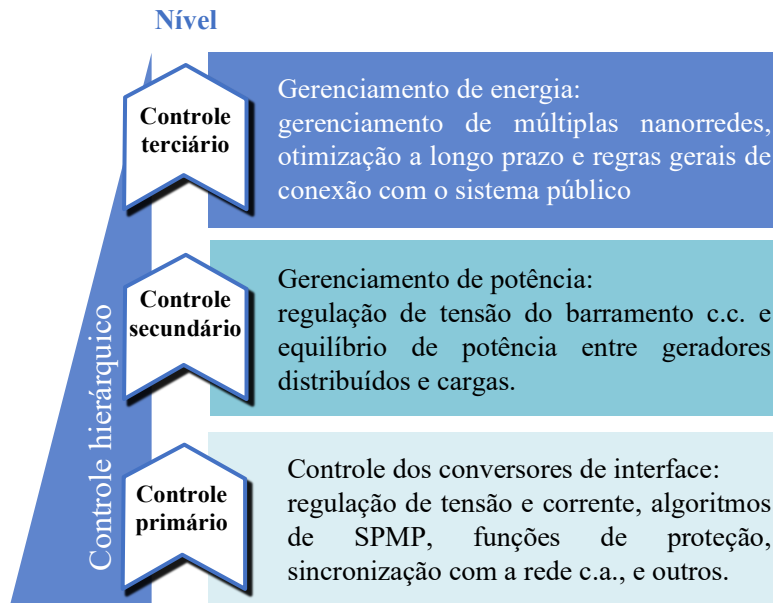 Nível
Controle
terciário
Gerenciamento de energia:
gerenciamento de múltiplas nanorredes,
otimização a longo prazo e regras gerais de
conexão com o sistema público
Controle
secundário
Gerenciamento de potência:
regulação de tensão do barramento c.c. e
equilíbrio de potência entre geradores
distribuídos e cargas.
Controle
primário
Controle dos conversores de interface:
regulação de tensão e corrente, algoritmos
de SPMP, funções de proteção,
sincronização com a rede c.a., e outros.
Controle hierárquico